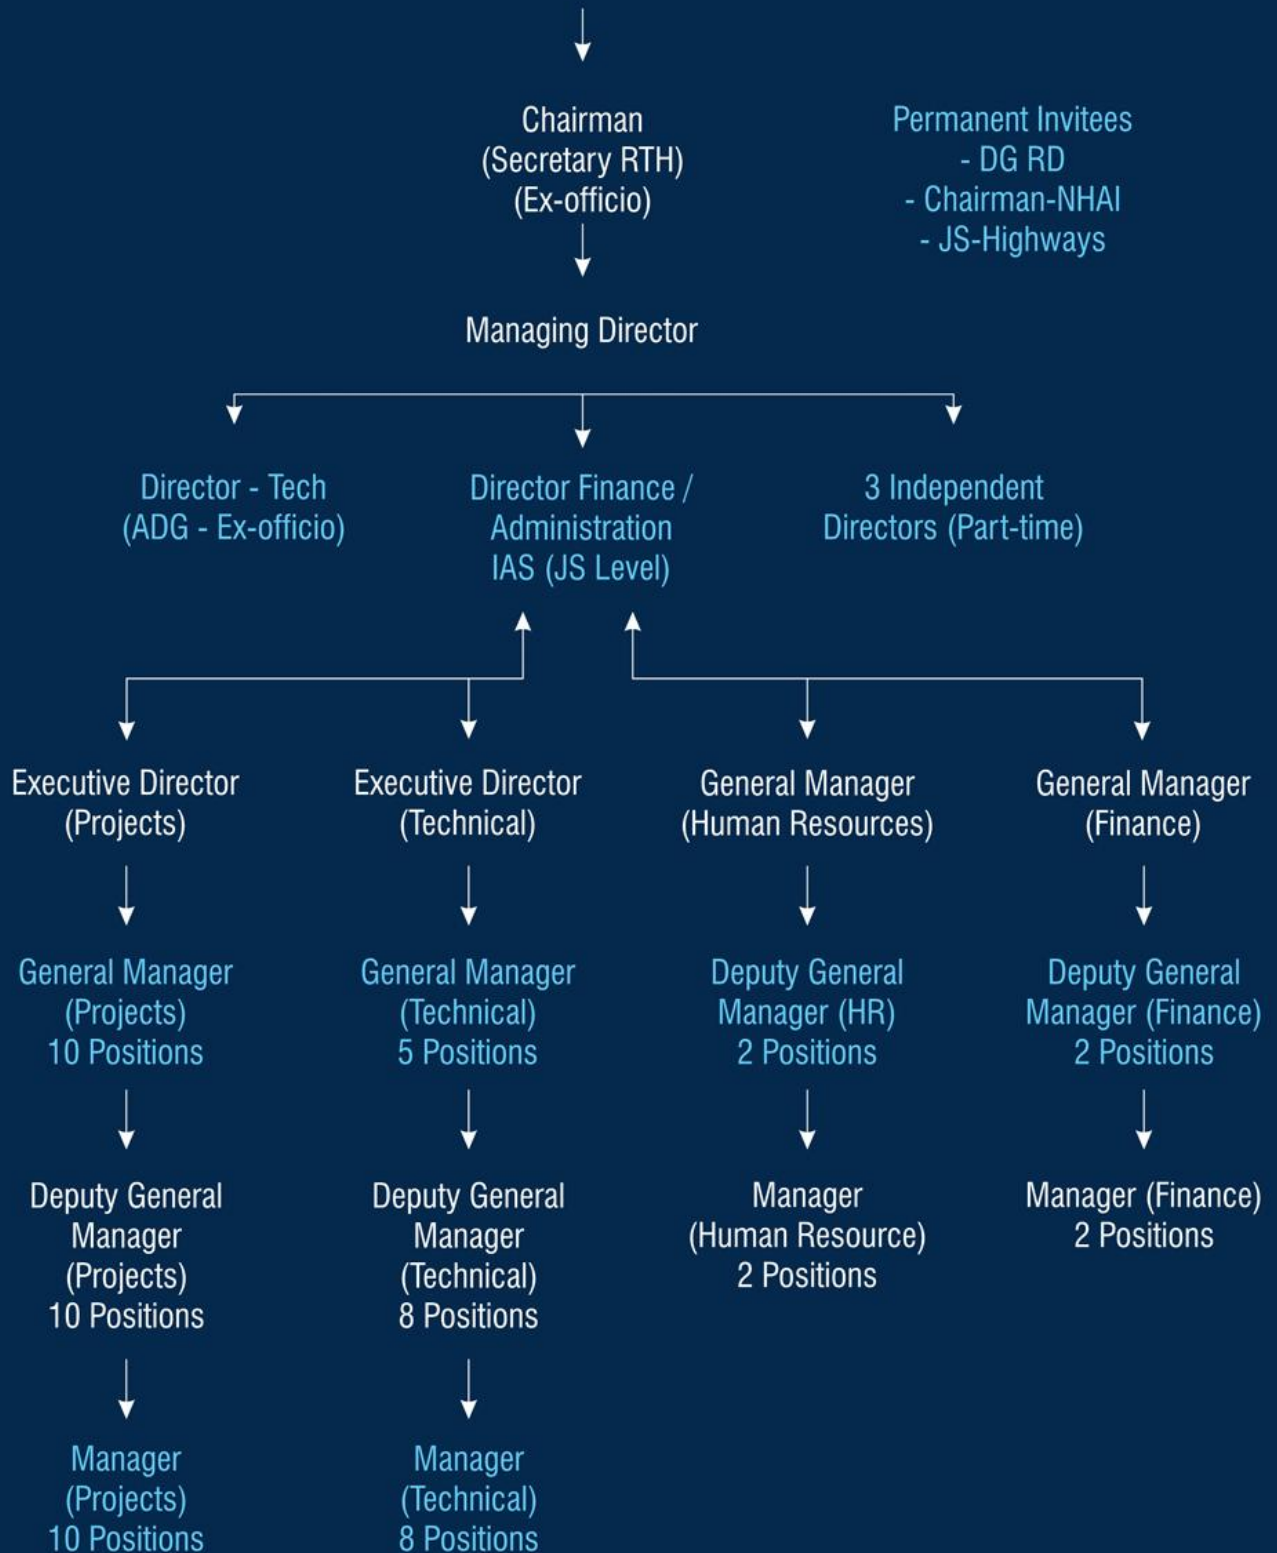 Chairman
(Secretary RTH)
(Ex-officio)
Permanent Invitees
- DG RD
- Chairman-NHAI
- JS-Highways
Managing Director
Director - Tech
(ADG - Ex-officio)
Director Finance /
Administration
IAS (JS Level)
3 Independent
Directors (Part-time)
Executive Director
(Projects)
Executive Director
(Technical)
General Manager
(Human Resources)
General Manager
(Finance)
General Manager
(Projects)
10 Positions
General Manager
(Technical)
5 Positions
Deputy General
Manager (HR)
2 Positions
Deputy General
Manager (Finance)
2 Positions
Deputy General
Manager
(Projects)
10 Positions
Deputy General
Manager
(Technical)
8 Positions
Manager
(Human Resource)
2 Positions
Manager (Finance)
2 Positions
Manager
(Projects)
10 Positions
Manager
(Technical)
8 Positions